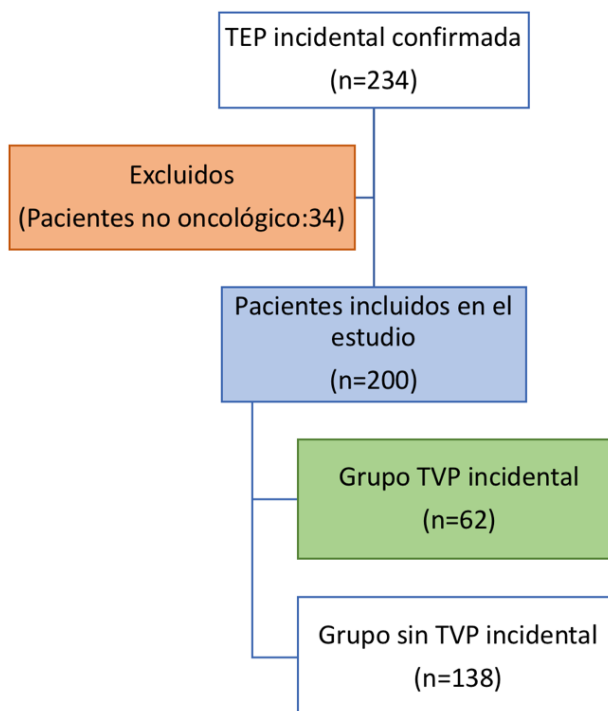 TEP incidental confirmada
(n=234)
Excluidos
(Pacientes no oncológico:34)
Pacientes incluidos en el
estudio
(n=200)
Grupo TVP incidental
(n=62)
Grupo sin TVP incidental
(n=138)